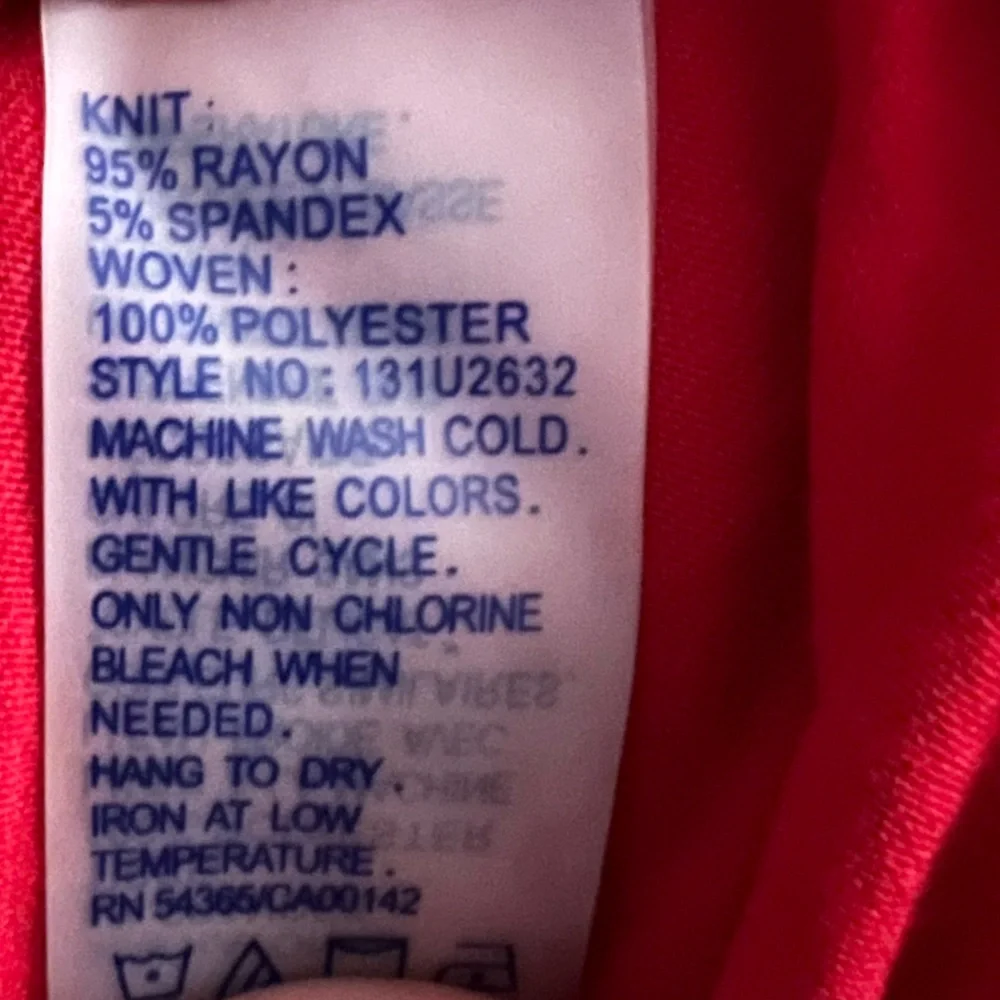 KNIT :
95% RAYON
5% SPANDEX
WOVEN :
100% POLYESTER
STYLE NO : 131U2632
MACHINE WASH COLD.
WITH LIKE COLORS.
GENTLE CYCLE.
ONLY NON CHLORINE
BLEACH WHEN
NEEDED.
HANG TO DRY.
IRON AT LOW
TEMPERATURE.
RN 54365/CA00142